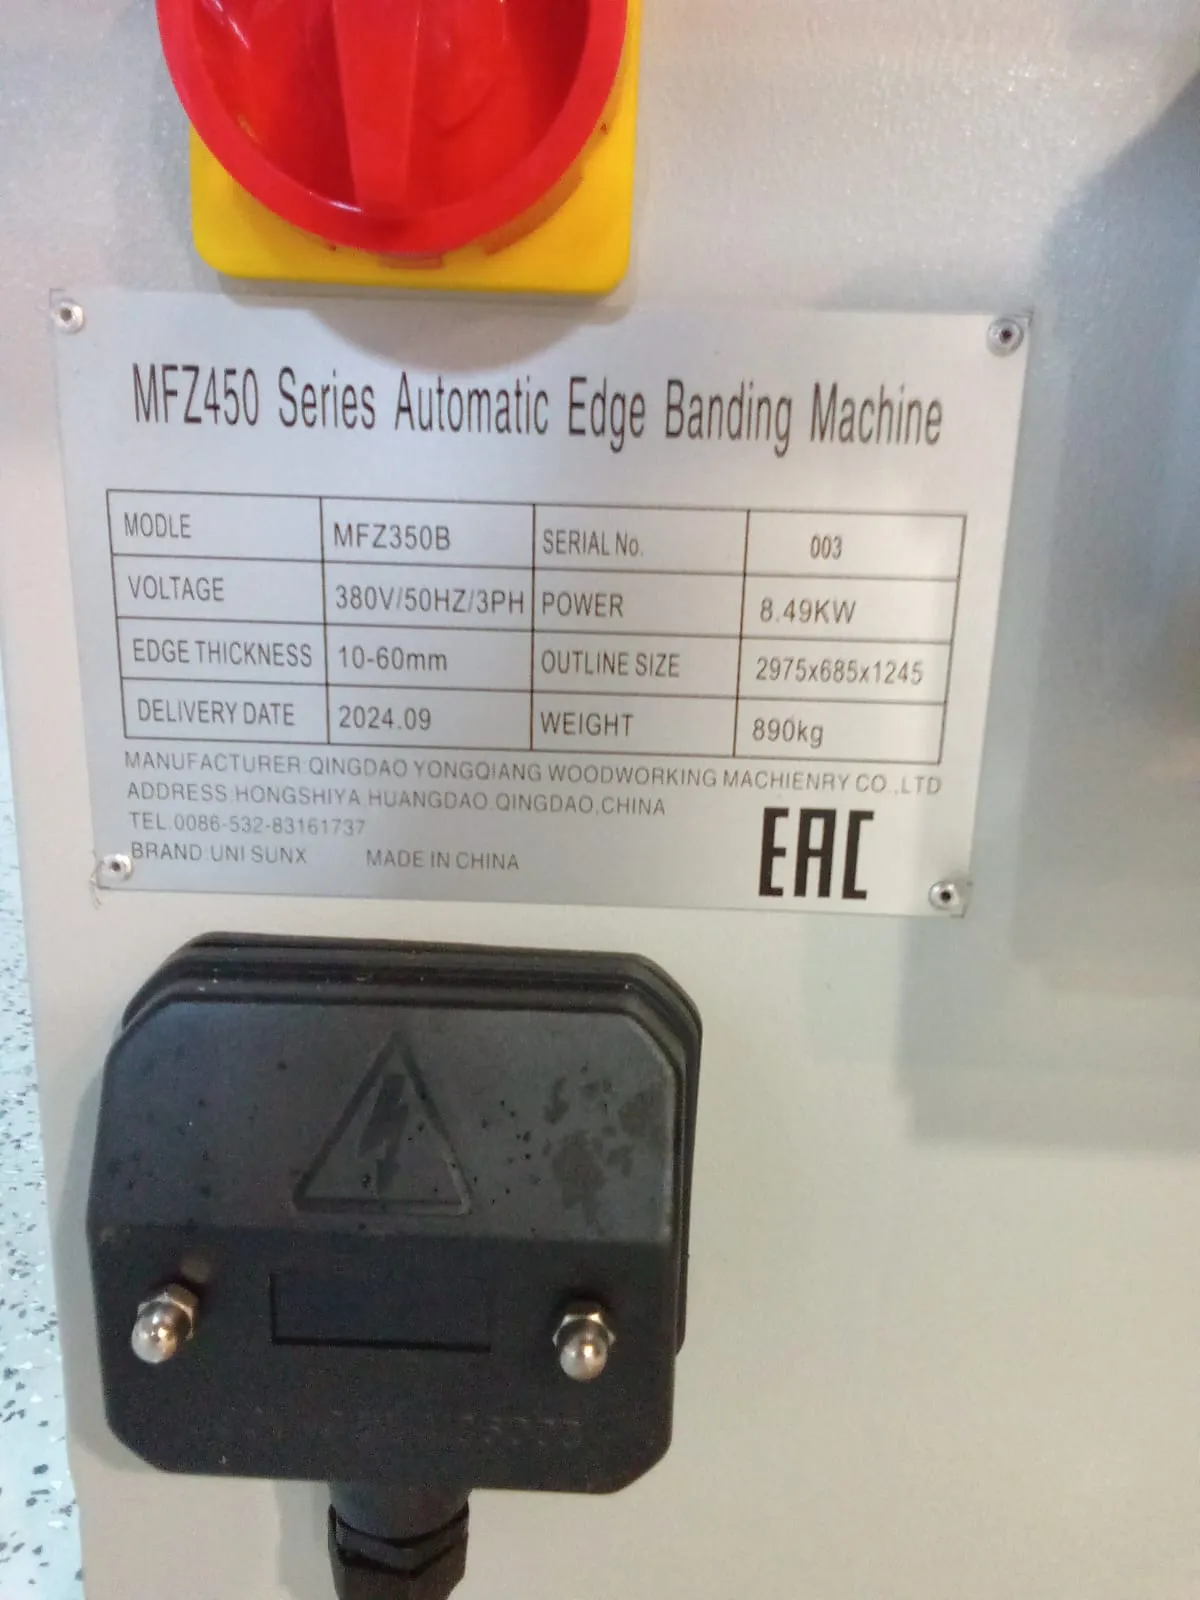 MFZ450 Series Automatic Edge Banding Machine
MODLE MFZ350B SERIAL No. 003
VOLTAGE 380V/50HZ/3PH POWER 8.49KW
EDGE THICKNESS 10-60mm OUTLINE SIZE 2975x685x1245
DELIVERY DATE 2024.09 WEIGHT 890kg
MANUFACTURER:QINGDAO YONGQIANG WOODWORKING MACHIENRY CO.,LTD
ADDRESS:HONGSHIYA.HUANGDAO.QINGDAO,CHINA
TEL.0086-532-83161737
BRAND:UNI SUNX MADE IN CHINA
EAC